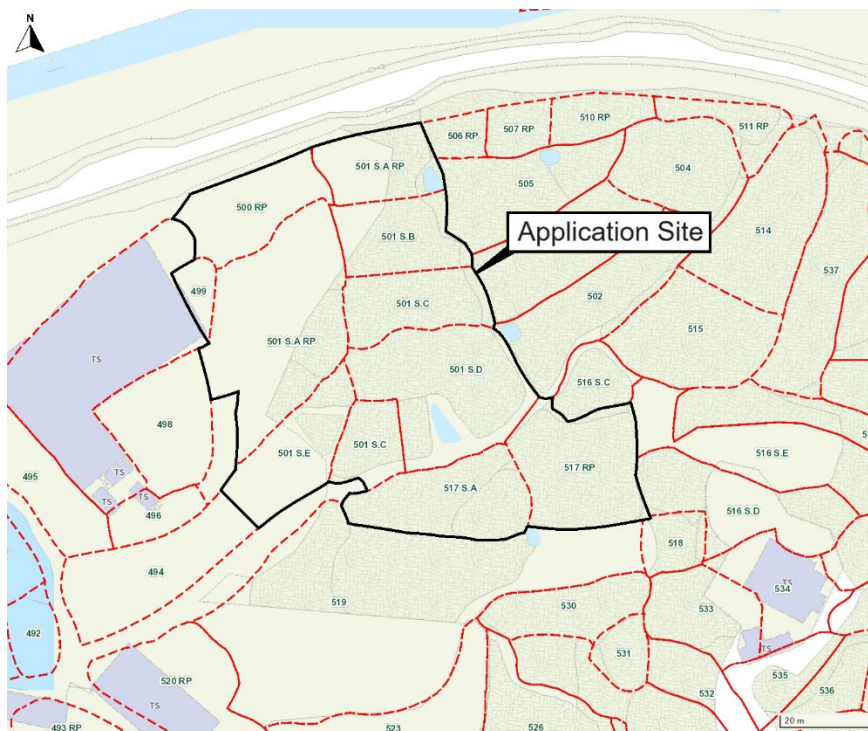 N
506 RP
507 RP
510 RP
511 RP
501 S.A RP
505
504
500 RP
514
501 S.B
Application Site
537
499
501 S.C
502
501 S.A RP
515
TS
501 S.D
516 S.C
498
501 S.E
501 S.C
516 S.E
495
517 RP
TS
517 S.A
TS
TS
496
516 S.D
518
494
TS
534
519
530
533
492
531
TS
520 RP
532
535
536
TS
493 RP
523
526
20 m